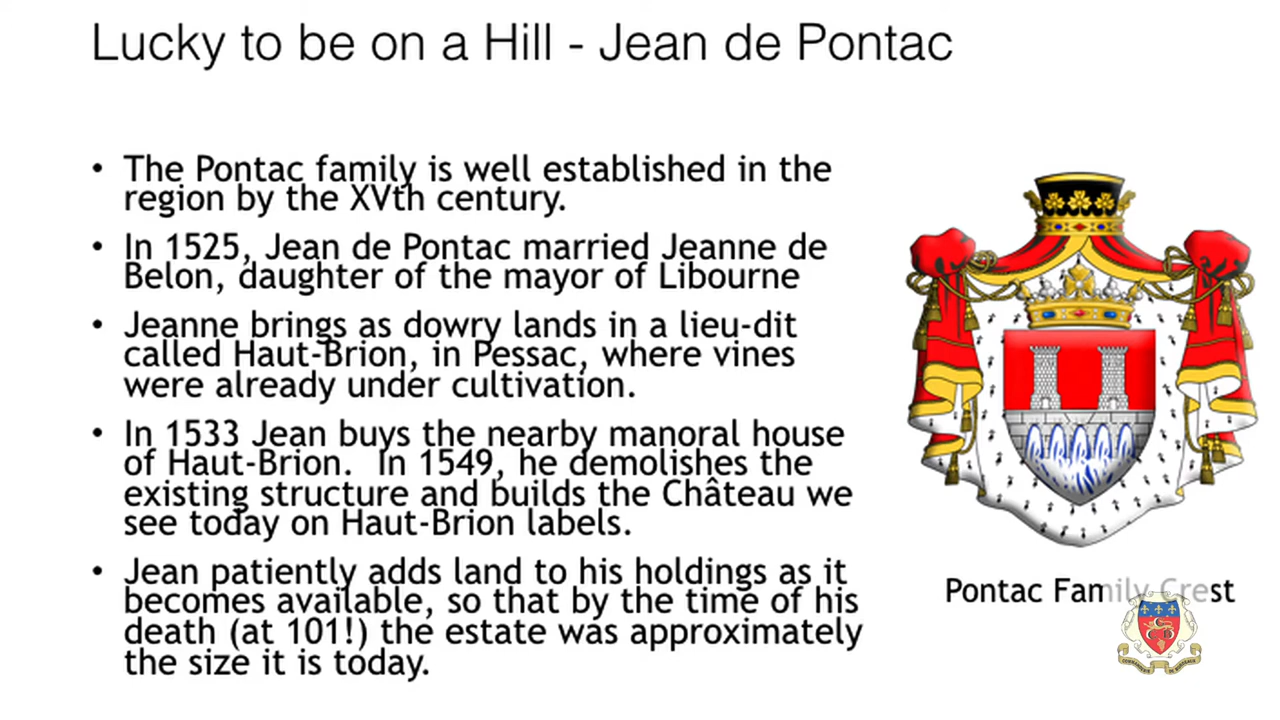 Lucky to be on a Hill - Jean de Pontac
• The Pontac family is well established in the
region by the XVth century.
• In 1525, Jean de Pontac married Jeanne de
Belon, daughter of the mayor of Libourne
• Jeanne brings as dowry lands in a lieu-dit
called Haut-Brion, in Pessac, where vines
were already under cultivation.
• In 1533 Jean buys the nearby manoral house
of Haut-Brion.  In 1549, he demolishes the
existing structure and builds the Château we
see today on Haut-Brion labels.
• Jean patiently adds land to his holdings as it
becomes available, so that by the time of his
death (at 101!) the estate was approximately
the size it is today.
Pontac Family Crest
COMMANDERIE DE BORDEAUX